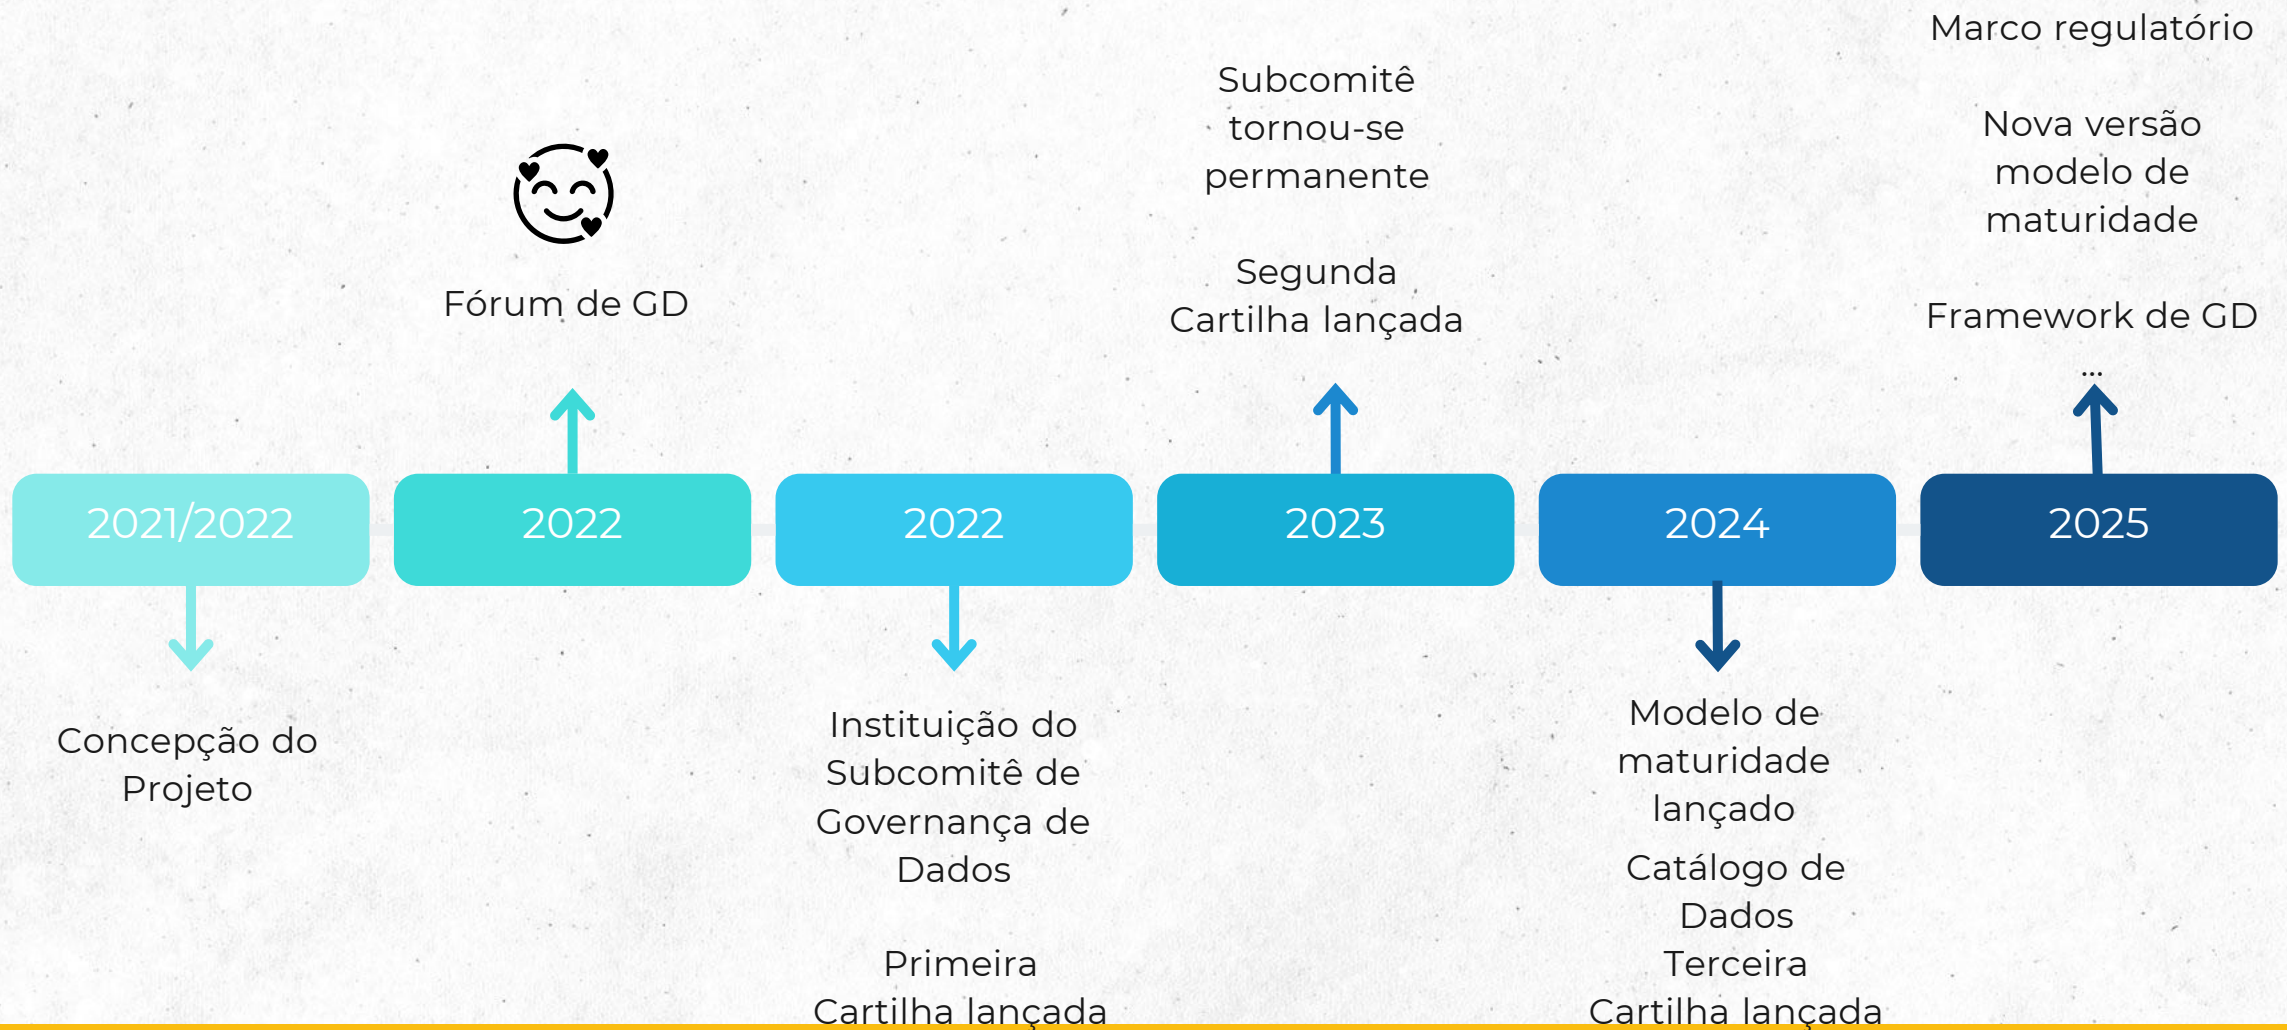 2021/2022
Concepção do
Projeto
Fórum de GD
2022
2022
Instituição do
Subcomitê de
Governança de
Dados
Primeira
Cartilha lançada
Subcomitê
tornou-se
permanente
Segunda
Cartilha lançada
2023
2024
Modelo de
maturidade
lançado
Catálogo de
Dados
Terceira
Cartilha lançada
Marco regulatório
Nova versão
modelo de
maturidade
Framework de GD
...
2025